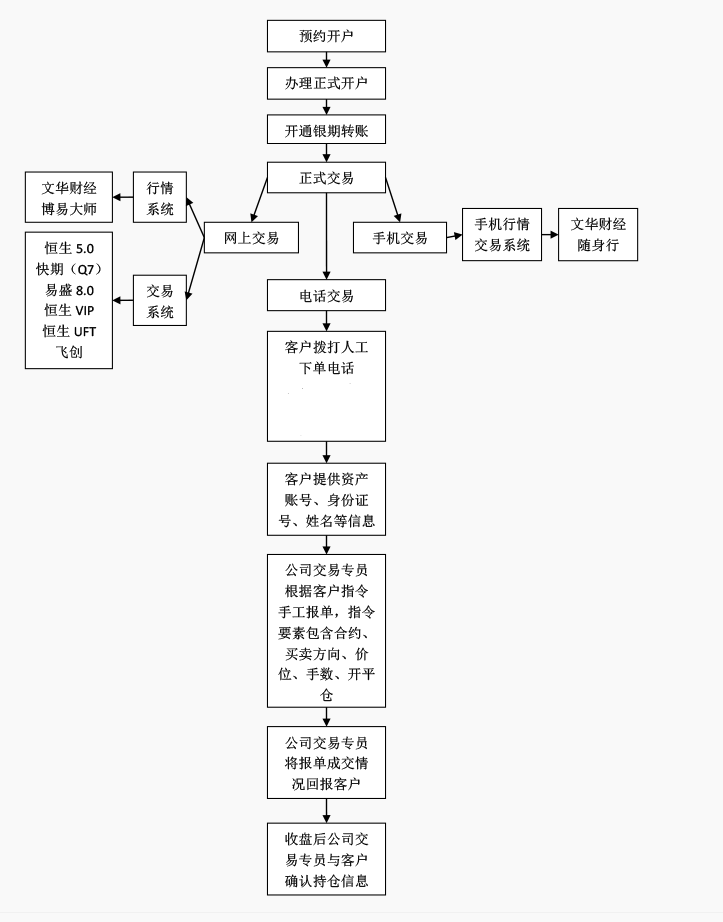 预约开户
办理正式开户
开通银期转账
正式交易
文华财经
博易大师
行情
系统
网上交易
手机交易
手机行情
交易系统
文华财经
随身行
恒生 5.0
快期（Q7）
易盛 8.0
恒生 VIP
恒生 UFT
飞创
交易
系统
电话交易
客户拨打人工
下单电话
客户提供资产
账号、身份证
号、姓名等信息
公司交易专员
根据客户指令
手工报单，指令
要素包含合约、
买卖方向、价
位、手数、开平
仓
公司交易专员
将报单成交情
况回报客户
收盘后公司交
易专员与客户
确认持仓信息